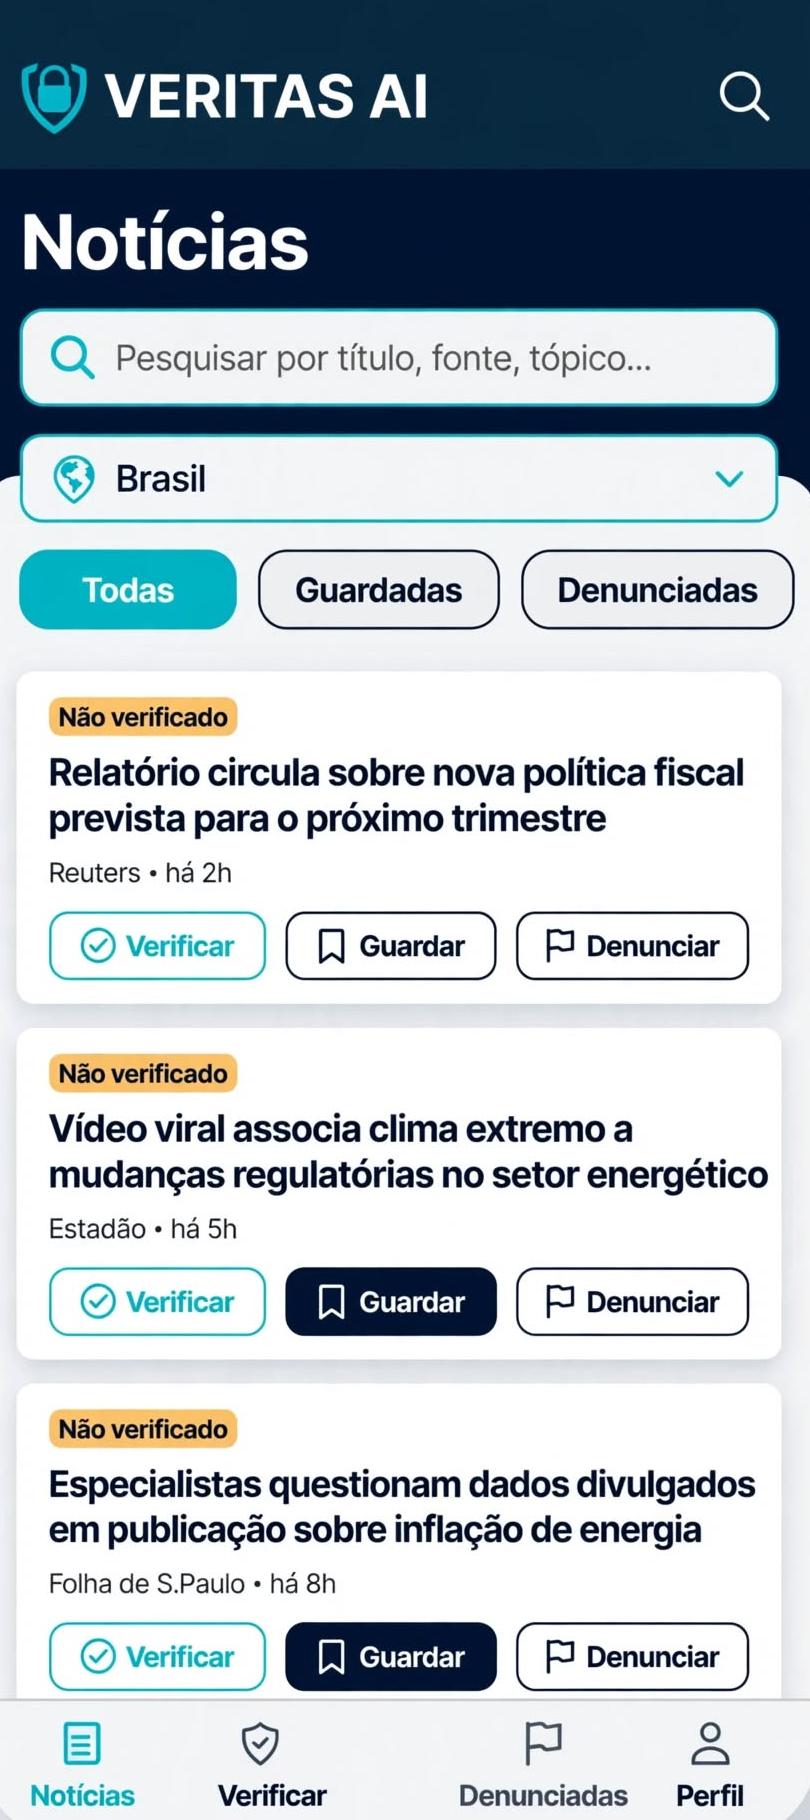 VERITAS AI
Notícias
Pesquisar por título, fonte, tópico...
Brasil
Todas
Guardadas
Denunciadas
Não verificado
Relatório circula sobre nova política fiscal
prevista para o próximo trimestre
Reuters • há 2h
Verificar
Guardar
Denunciar
Não verificado
Vídeo viral associa clima extremo a
mudanças regulatórias no setor energético
Estadão • há 5h
Verificar
Guardar
Denunciar
Não verificado
Especialistas questionam dados divulgados
em publicação sobre inflação de energia
Folha de S.Paulo • há 8h
Verificar
Guardar
Denunciar
Notícias
Verificar
Denunciadas
Perfil